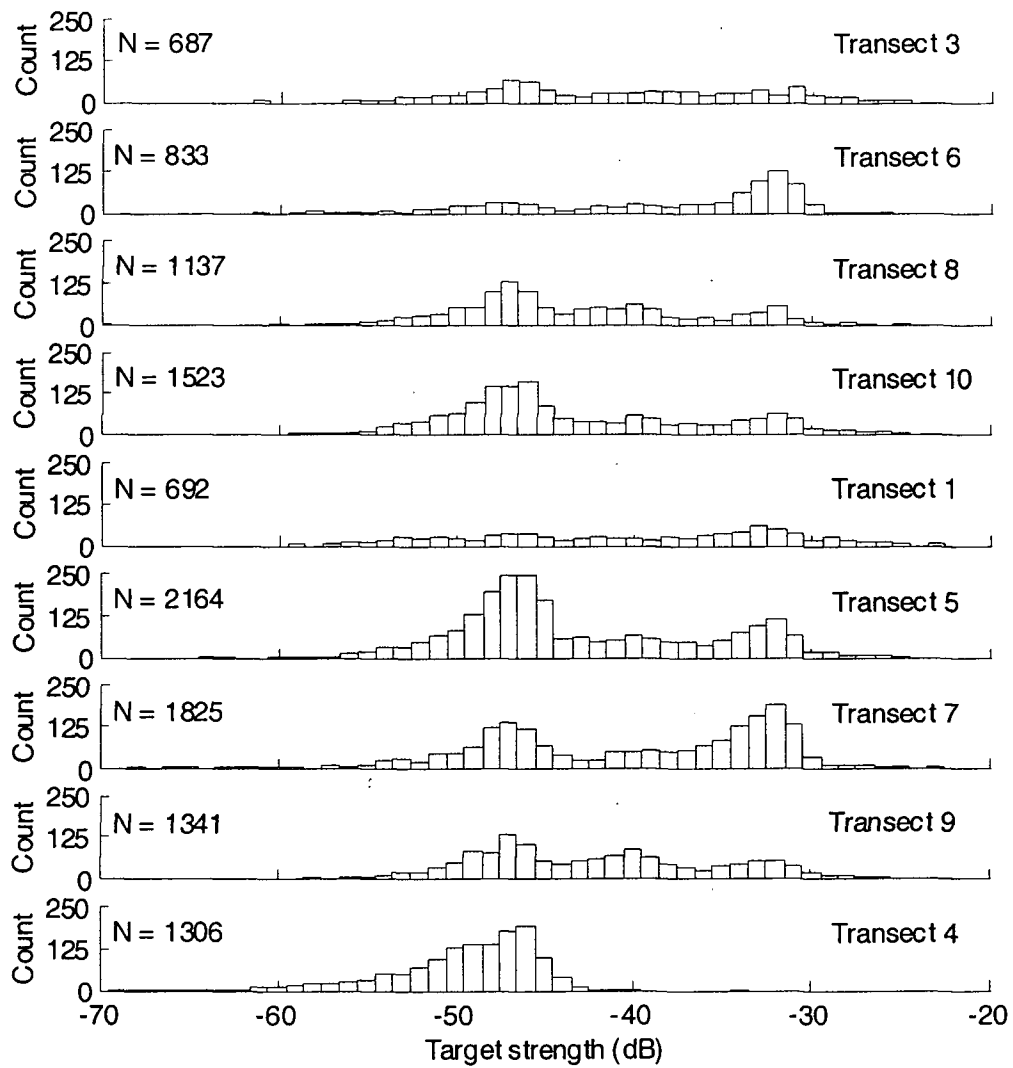 250
Count
125
0
N = 687
Transect 3
250
Count
125
0
N = 833
Transect 6
250
Count
125
0
N = 1137
Transect 8
250
Count
125
0
N = 1523
Transect 10
250
Count
125
0
N = 692
Transect 1
250
Count
125
0
N = 2164
Transect 5
250
Count
125
0
N = 1825
Transect 7
250
Count
125
0
N = 1341
Transect 9
250
Count
125
0
N = 1306
Transect 4
-70 -60 -50 -40 -30 -20
Target strength (dB)